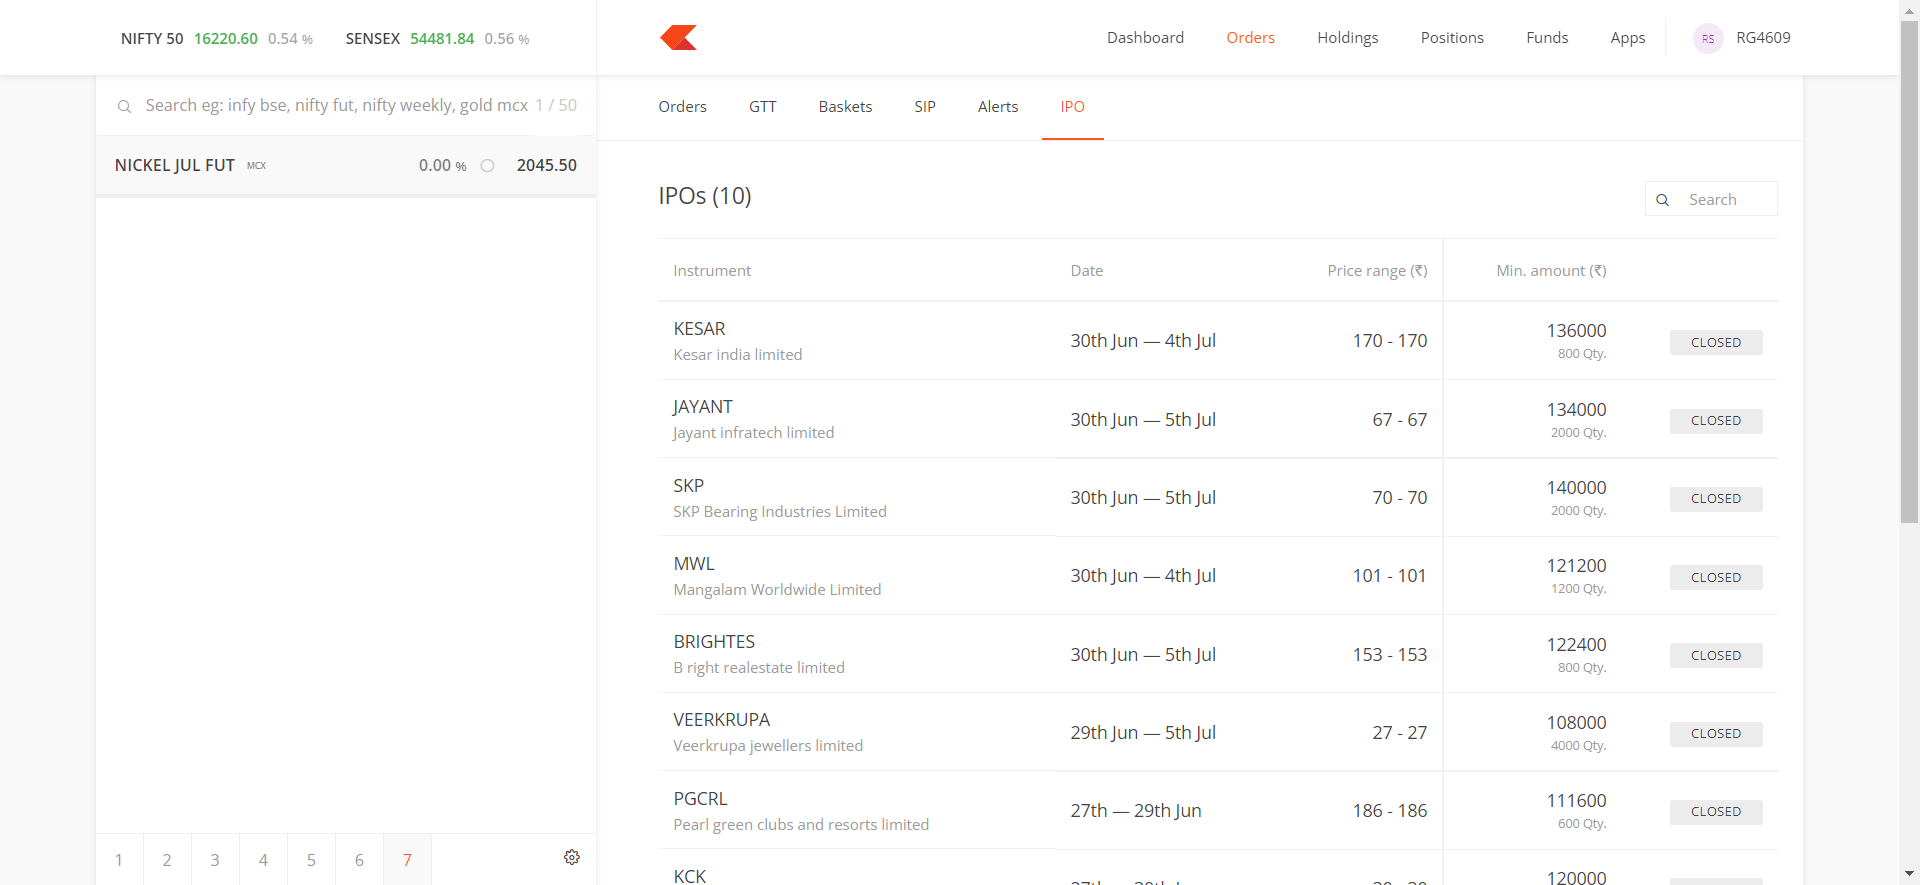 NIFTY 50 16220.60 0.54 % SENSEX 54481.84 0.56 %
Dashboard Orders Holdings Positions Funds Apps RS RG4609
Search eg: infy bse, nifty fut, nifty weekly, gold mcx 1 / 50
NICKEL JUL FUT MCX 0.00 % 2045.50
1 2 3 4 5 6 7
Orders GTT Baskets SIP Alerts IPO
IPOs (10)
Search
Instrument Date Price range (₹) Min. amount (₹)
KESAR
Kesar india limited
30th Jun — 4th Jul 170 - 170 136000
800 Qty.
CLOSED
JAYANT
Jayant infratech limited
30th Jun — 5th Jul 67 - 67 134000
2000 Qty.
CLOSED
SKP
SKP Bearing Industries Limited
30th Jun — 5th Jul 70 - 70 140000
2000 Qty.
CLOSED
MWL
Mangalam Worldwide Limited
30th Jun — 4th Jul 101 - 101 121200
1200 Qty.
CLOSED
BRIGHTES
B right realestate limited
30th Jun — 5th Jul 153 - 153 122400
800 Qty.
CLOSED
VEERKRUPA
Veerkrupa jewellers limited
29th Jun — 5th Jul 27 - 27 108000
4000 Qty.
CLOSED
PGCRL
Pearl green clubs and resorts limited
27th — 29th Jun 186 - 186 111600
600 Qty.
CLOSED
KCK
120000